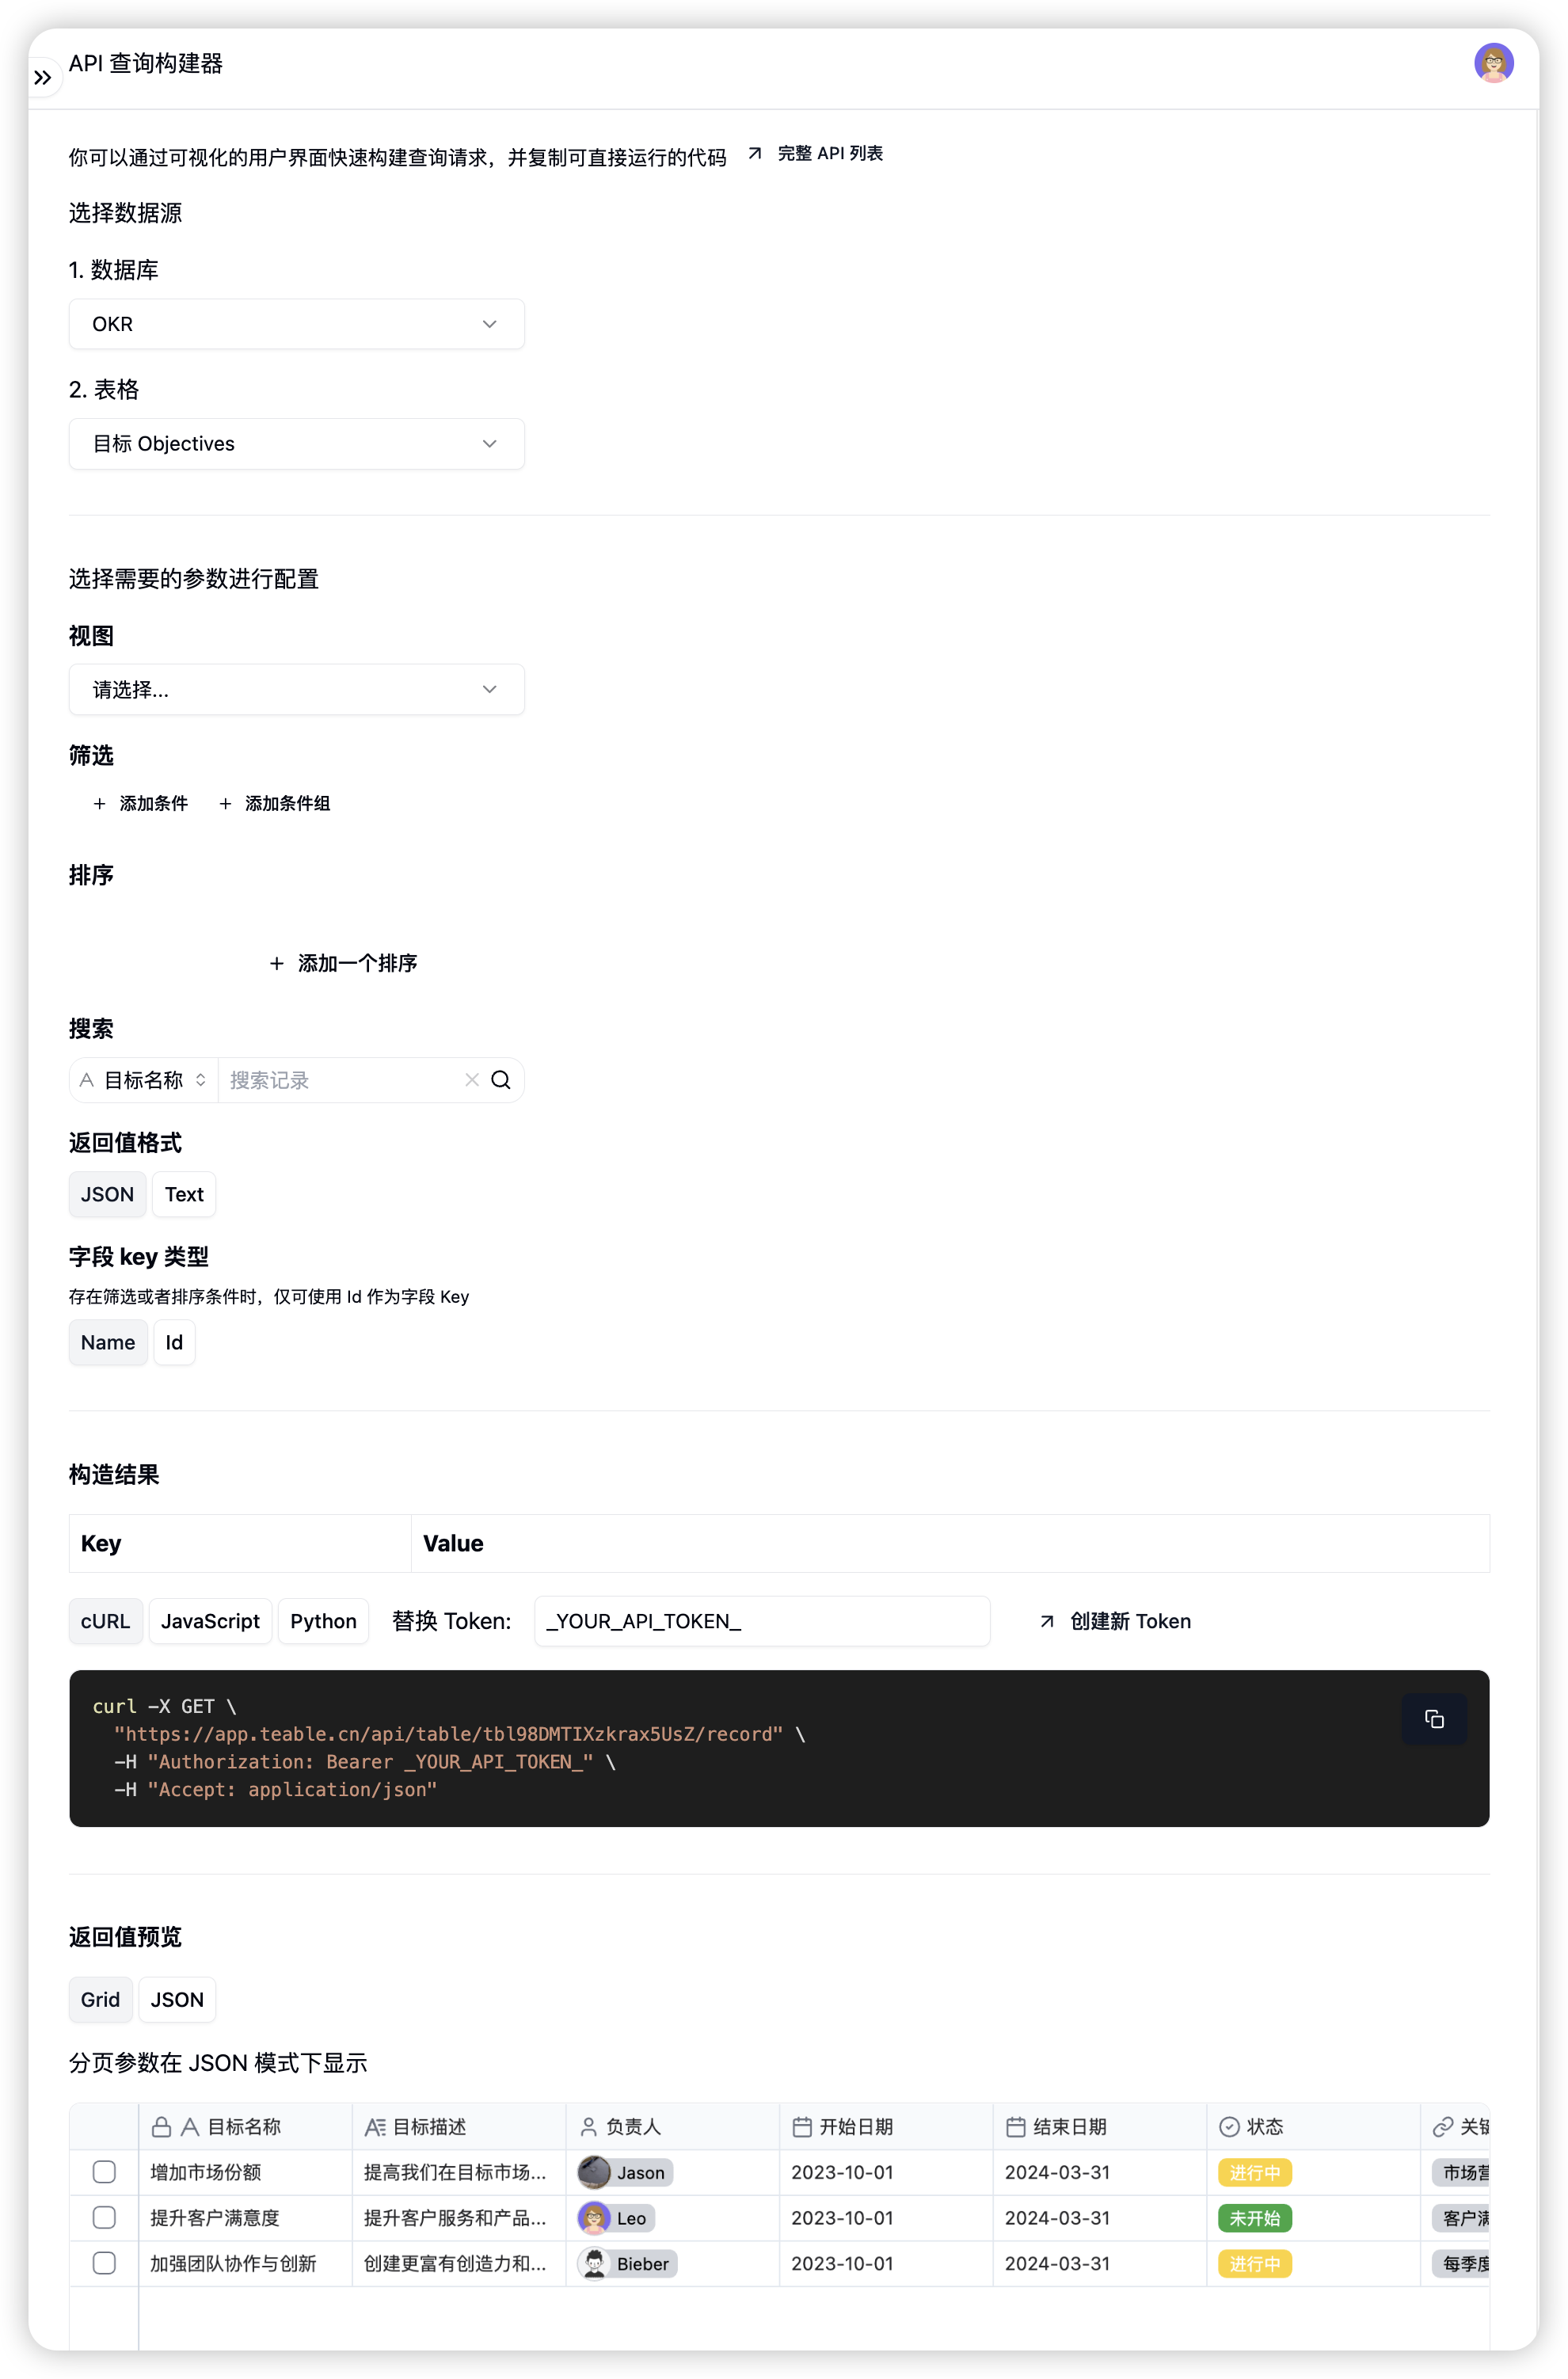 API 查询构建器
你可以通过可视化的用户界面快速构建查询请求，并复制可直接运行的代码 完整 API 列表
选择数据源
1. 数据库
OKR
2. 表格
目标 Objectives
选择需要的参数进行配置
视图
请选择...
筛选
+ 添加条件 + 添加条件组
排序
+ 添加一个排序
搜索
目标名称 搜索记录
返回值格式
JSON Text
字段 key 类型
存在筛选或者排序条件时，仅可使用 Id 作为字段 Key
Name Id
构造结果
Key Value
cURL JavaScript Python 替换 Token: _YOUR_API_TOKEN_ 创建新 Token
curl -X GET \
"https://app.teable.cn/api/table/tbl98DMTIXzkrax5UsZ/record" \
-H "Authorization: Bearer _YOUR_API_TOKEN_" \
-H "Accept: application/json"
返回值预览
Grid JSON
分页参数在 JSON 模式下显示
目标名称 目标描述 负责人 开始日期 结束日期 状态 关键
增加市场份额 提高我们在目标市场... Jason 2023-10-01 2024-03-31 进行中 市场营
提升客户满意度 提升客户服务和产品... Leo 2023-10-01 2024-03-31 未开始 客户满
加强团队协作与创新 创建更富有创造力和... Bieber 2023-10-01 2024-03-31 进行中 每季度